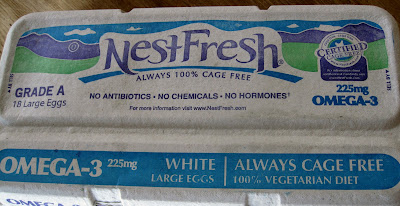 NestFresh®
ALWAYS 100% CAGE FREE
CERTIFIED
GRADE A
18 Large Eggs
NO ANTIBIOTICS • NO CHEMICALS • NO HORMONES†
For more information visit www.NestFresh.com
225mg
OMEGA-3
OMEGA-3 225mg
WHITE
LARGE EGGS
ALWAYS CAGE FREE
100% VEGETARIAN DIET
OMEGA-3